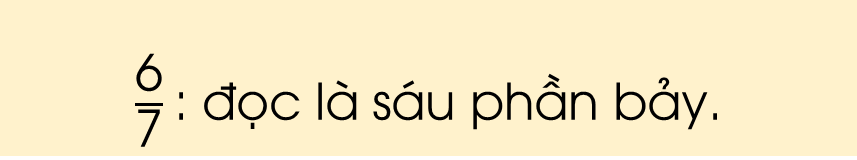 6/7 : đọc là sáu phần bảy.